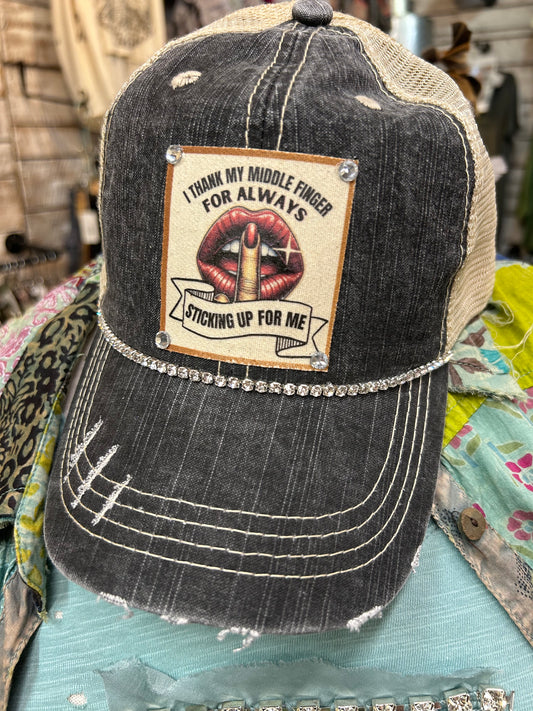 I THANK MY MIDDLE FINGER
FOR ALWAYS
STICKING UP FOR ME